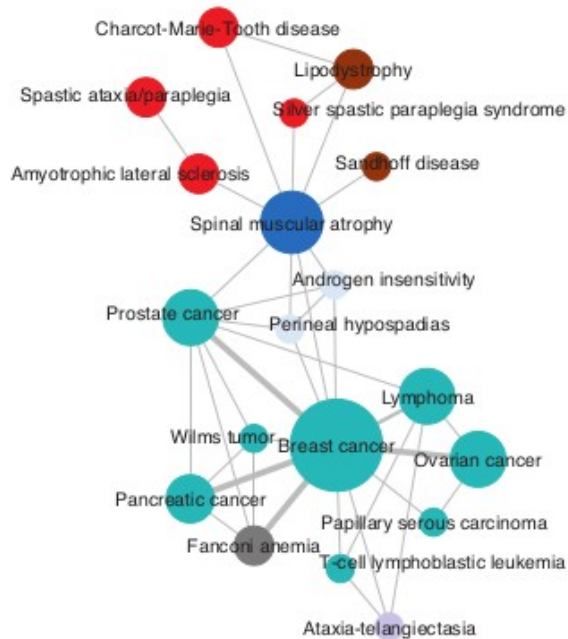 Charcot-Marie-Tooth disease
Lipodystrophy
Spastic ataxia/paraplegia
Silver spastic paraplegia syndrome
Sandhoff disease
Amyotrophic lateral sclerosis
Spinal muscular atrophy
Androgen insensitivity
Prostate cancer
Perineal hypospadias
Lymphoma
Wilms tumor
Breast cancer
Ovarian cancer
Pancreatic cancer
Papillary serous carcinoma
Fanconi anemia
T-cell lymphoblastic leukemia
Ataxia-telangiectasia